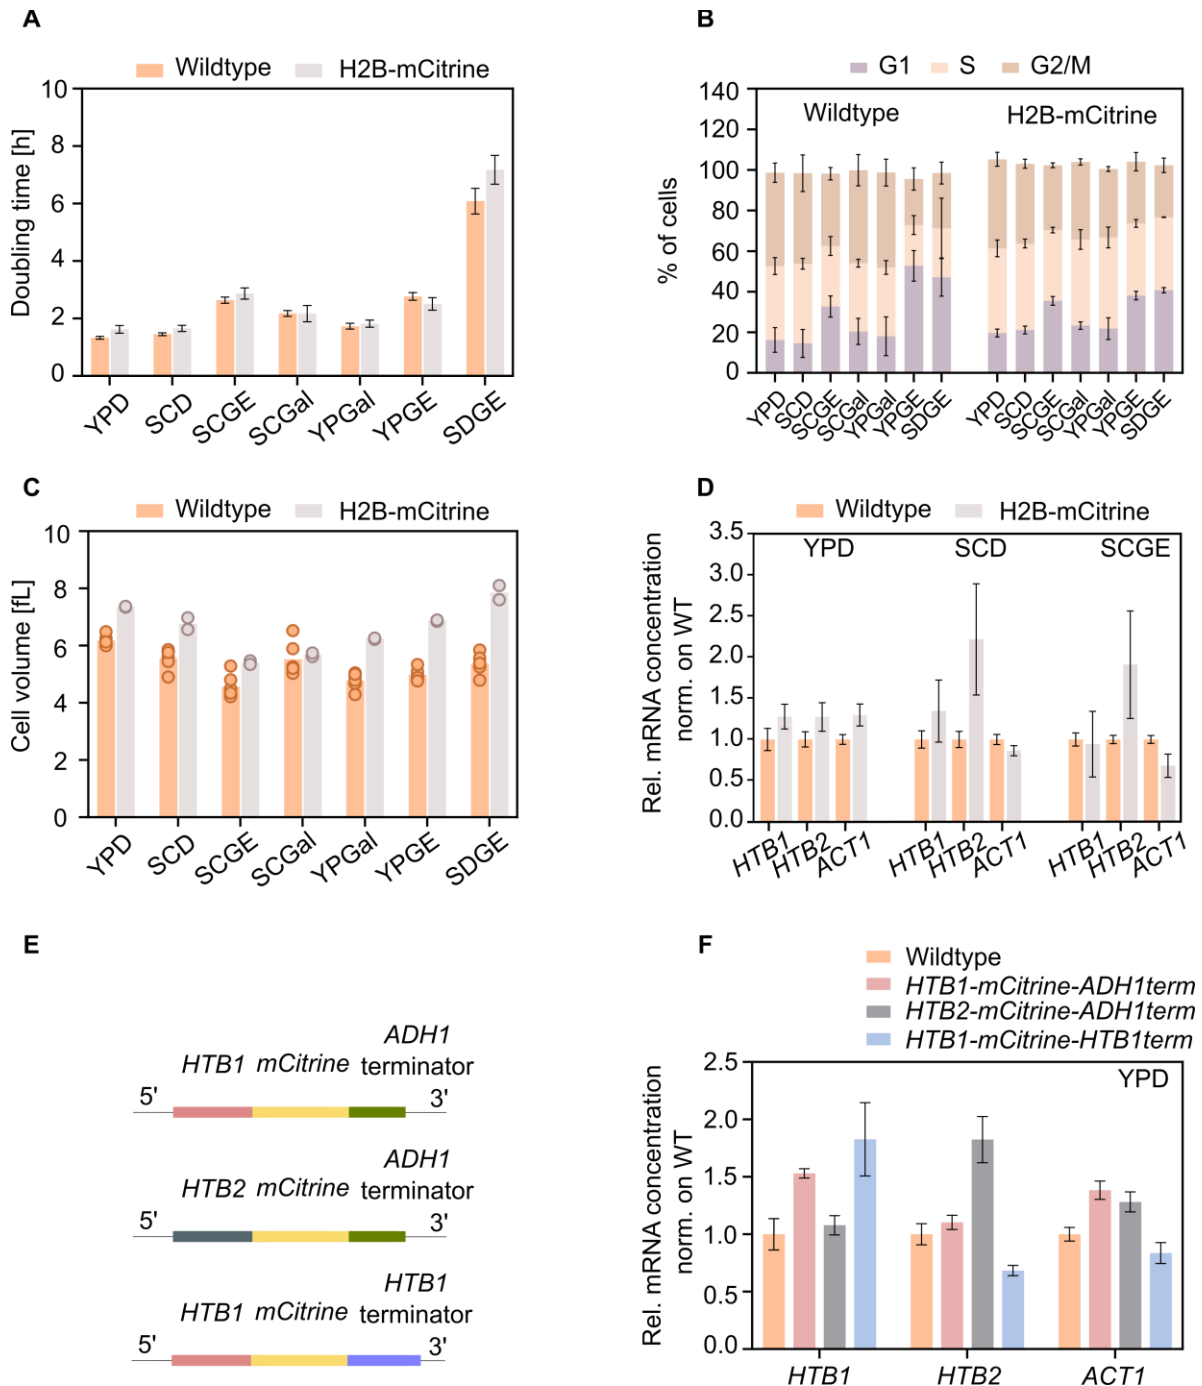 A
Wildtype H2B-mCitrine
Doubling time [h]
10
8
6
4
2
0
YPD SCD SCGE SCGal YPGal YPGE SDGE
B
G1 S G2/M
% of cells
140
120
100
80
60
40
20
0
Wildtype H2B-mCitrine
YPD SCD SCGE SCGal YPGal YPGE SDGE YPD SCD SCGE SCGal YPGal YPGE SDGE
C
Wildtype H2B-mCitrine
Cell volume [fL]
10
8
6
4
2
0
YPD SCD SCGE SCGal YPGal YPGE SDGE
D
Wildtype H2B-mCitrine
Rel. mRNA concentration
norm. on WT
3.5
3.0
2.5
2.0
1.5
1.0
0.5
0.0
YPD SCD SCGE
HTB1 HTB2 ACT1 HTB1 HTB2 ACT1 HTB1 HTB2 ACT1
E
ADH1
HTB1 mCitrine terminator
5' 3'
ADH1
HTB2 mCitrine terminator
5' 3'
HTB1
HTB1 mCitrine terminator
5' 3'
F
Wildtype
HTB1-mCitrine-ADH1term
HTB2-mCitrine-ADH1term
HTB1-mCitrine-HTB1term
Rel. mRNA concentration
norm. on WT
2.5
2.0
1.5
1.0
0.5
0.0
YPD
HTB1 HTB2 ACT1